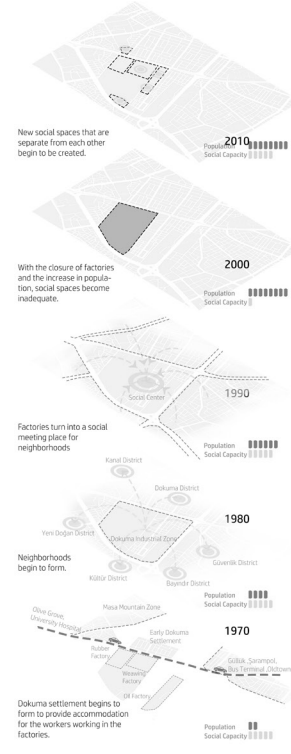 2010
New social spaces that are
separate from each other
begin to be created.
Population
Social Capacity
2000
With the closure of factories
and the increase in popula-
tion, social spaces become
inadequate.
Population
Social Capacity
1990
Social Center
Factories turn into a social
meeting place for
neighborhoods
Population
Social Capacity
Kanal District
Dokuma District
1980
Yeni Doğan District
Dokuma Industrial Zone
Neighborhoods
begin to form.
Güvenlik District
Kültür District
Bayındır District
Population
Social Capacity
Olive Grove,
University Hospital
Masa Mountain Zone
1970
Early Dokuma
Settlement
Rubber
Factory
Weaving
Factory
Oil Factory
Güllük ,Şarampol,
Bus Terminal ,Oldtown
Dokuma settlement begins to
form to provide accommodation
for the workers working in the
factories.
Population
Social Capacity